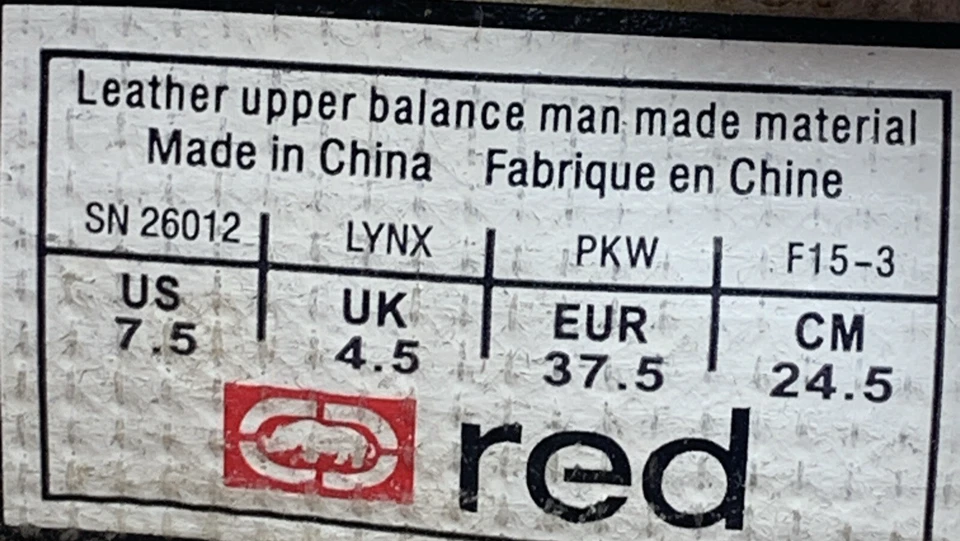 Leather upper balance man made material
Made in China Fabrique en Chine
SN 26012 LYNX PKW F15-3
US UK EUR CM
7.5 4.5 37.5 24.5
red